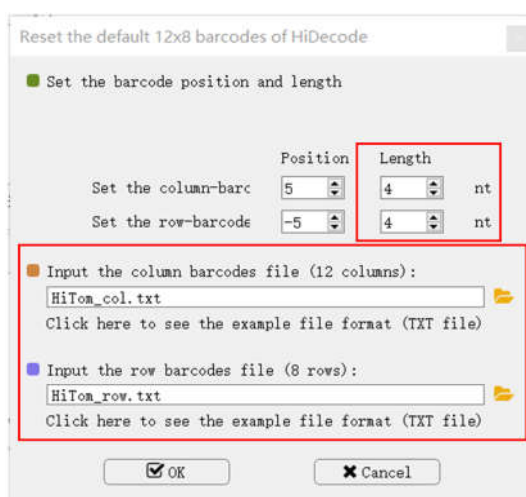 Reset the default 12x8 barcodes of HiDecode
Set the barcode position and length
Position Length
Set the column-barc 5 4 nt
Set the row-barcode -5 4 nt
Input the column barcodes file (12 columns):
HiTom_col.txt
Click here to see the example file format (TXT file)
Input the row barcodes file (8 rows):
HiTom_row.txt
Click here to see the example file format (TXT file)
OK Cancel